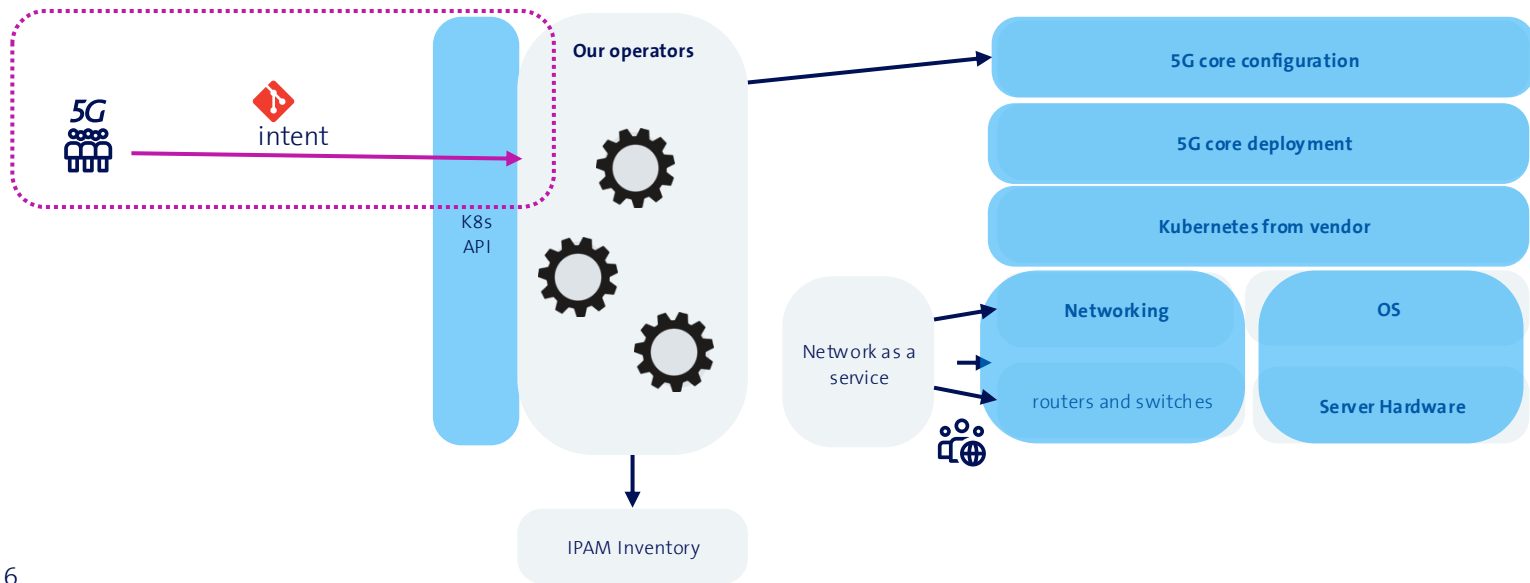 Our operators
5G core configuration
5G
intent
5G core deployment
K8s
API
Kubernetes from vendor
Networking
OS
Network as a
service
routers and switches
Server Hardware
IPAM Inventory
6